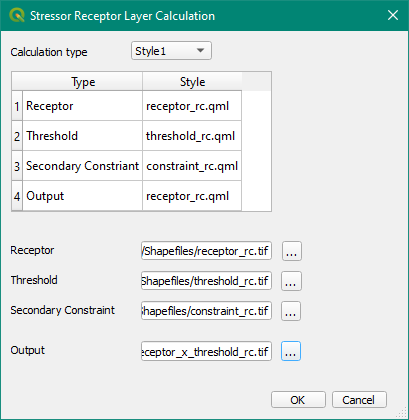 Stressor Receptor Layer Calculation
Calculation type Style1
Type Style
1 Receptor receptor_rc.qml
2 Threshold threshold_rc.qml
3 Secondary Constriant constraint_rc.qml
4 Output receptor_rc.qml
Receptor /Shapefiles/receptor_rc.tif ...
Threshold Shapefiles/threshold_rc.tif ...
Secondary Constraint Shapefiles/constraint_rc.tif ...
Output eceptor_x_threshold_rc.tif ...
OK Cancel